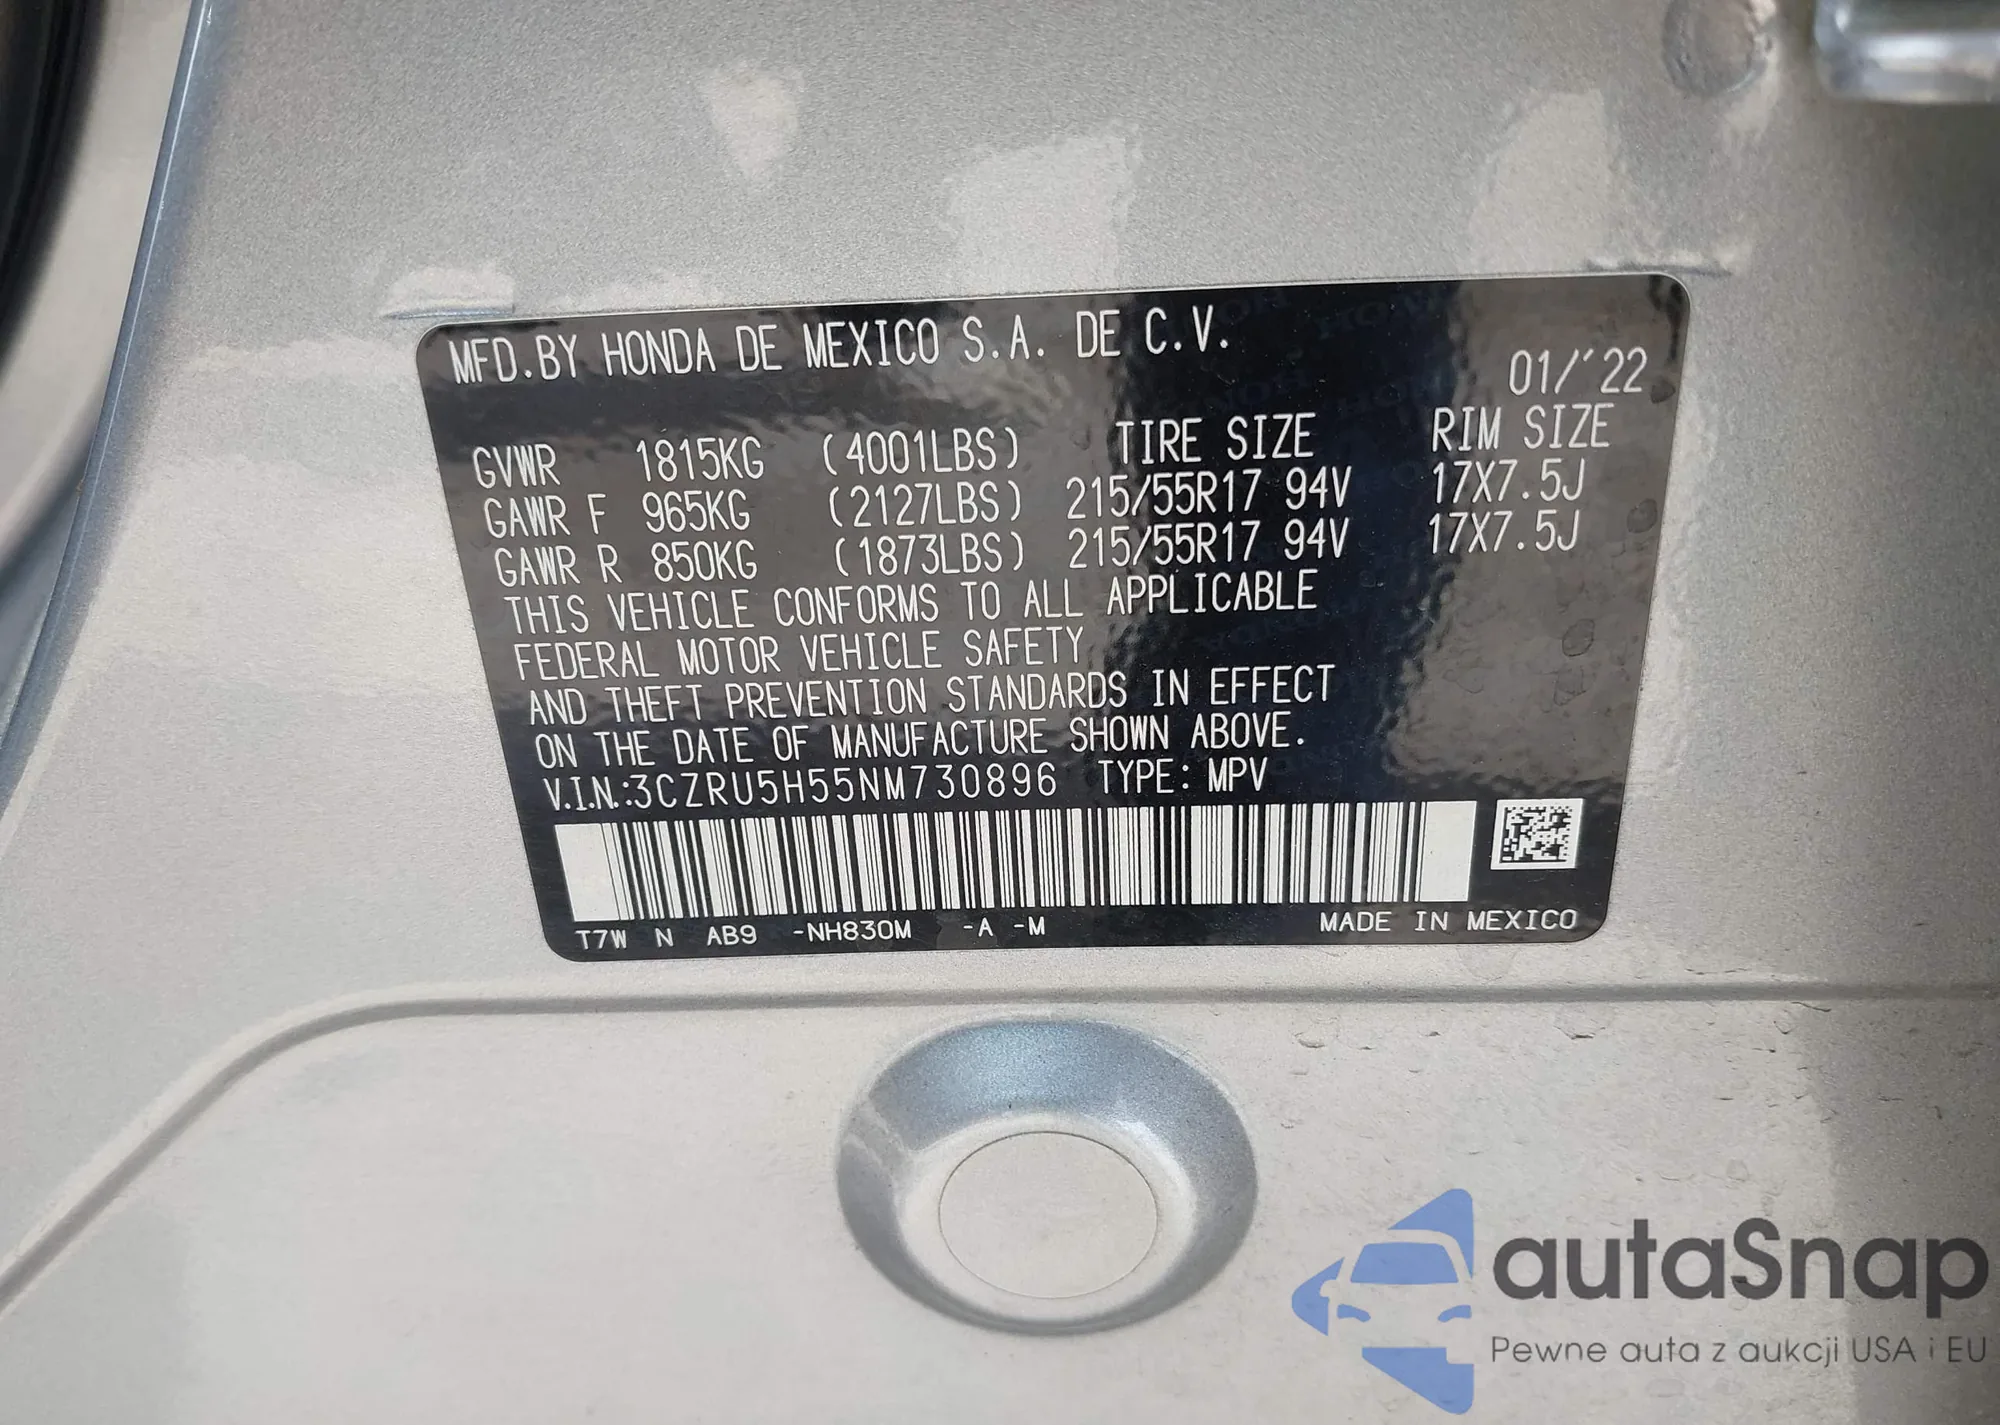 MFD.BY HONDA DE MEXICO S.A. DE C.V.
01/'22
GVWR 1815KG (4001LBS) TIRE SIZE RIM SIZE
GAWR F 965KG (2127LBS) 215/55R17 94V 17X7.5J
GAWR R 850KG (1873LBS) 215/55R17 94V 17X7.5J
THIS VEHICLE CONFORMS TO ALL APPLICABLE
FEDERAL MOTOR VEHICLE SAFETY
AND THEFT PREVENTION STANDARDS IN EFFECT
ON THE DATE OF MANUFACTURE SHOWN ABOVE.
V.I.N.:3CZRU5H55NM730896 TYPE: MPV
T7W N AB9 -NH830M -A -M MADE IN MEXICO
autaSnap
Pewne auta z aukcji USA i EU